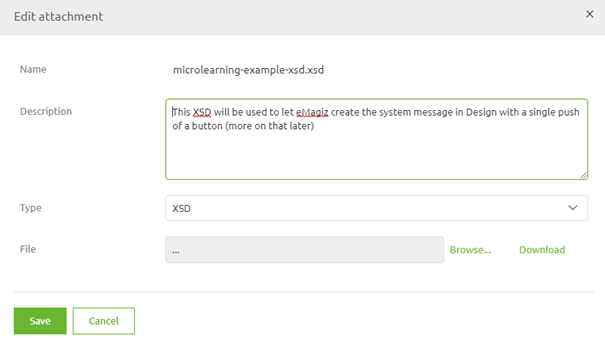 Edit attachment
×
Name
microlearning-example-xsd.xsd
Description
This XSD will be used to let eMagiz create the system message in Design with a single push
of a button (more on that later)
Type
XSD
File
...
Browse...
Download
Save
Cancel